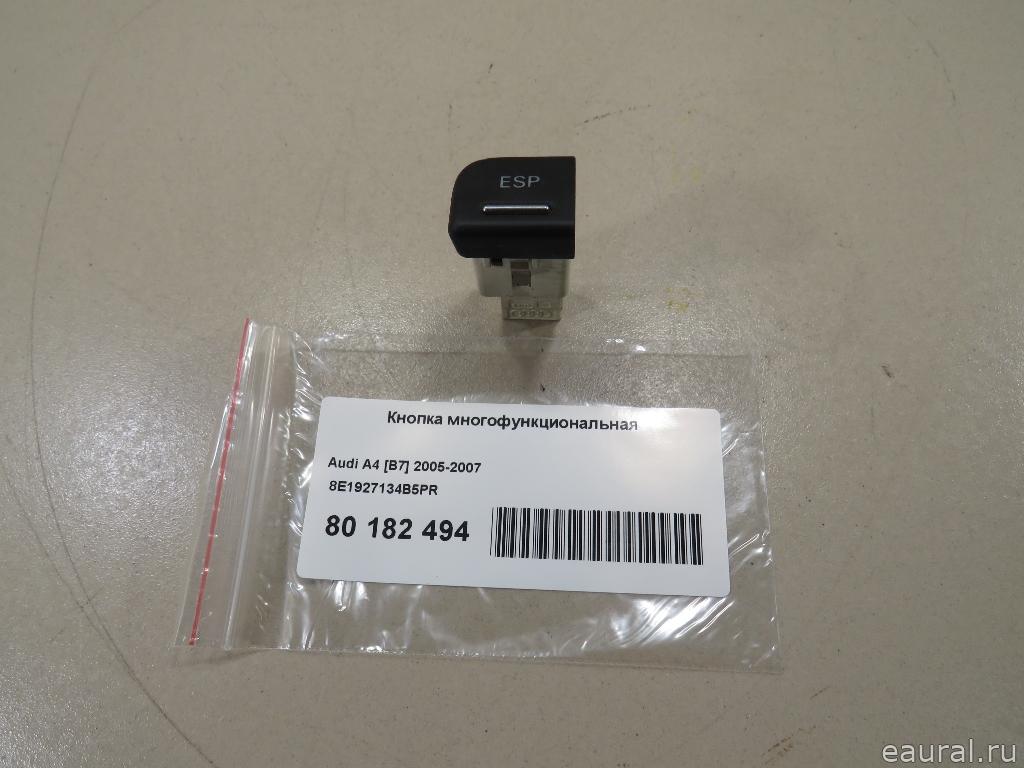 ESP
Кнопка многофункциональная
Audi A4 [B7] 2005-2007
8E1927134B5PR
80 182 494
eaural.ru